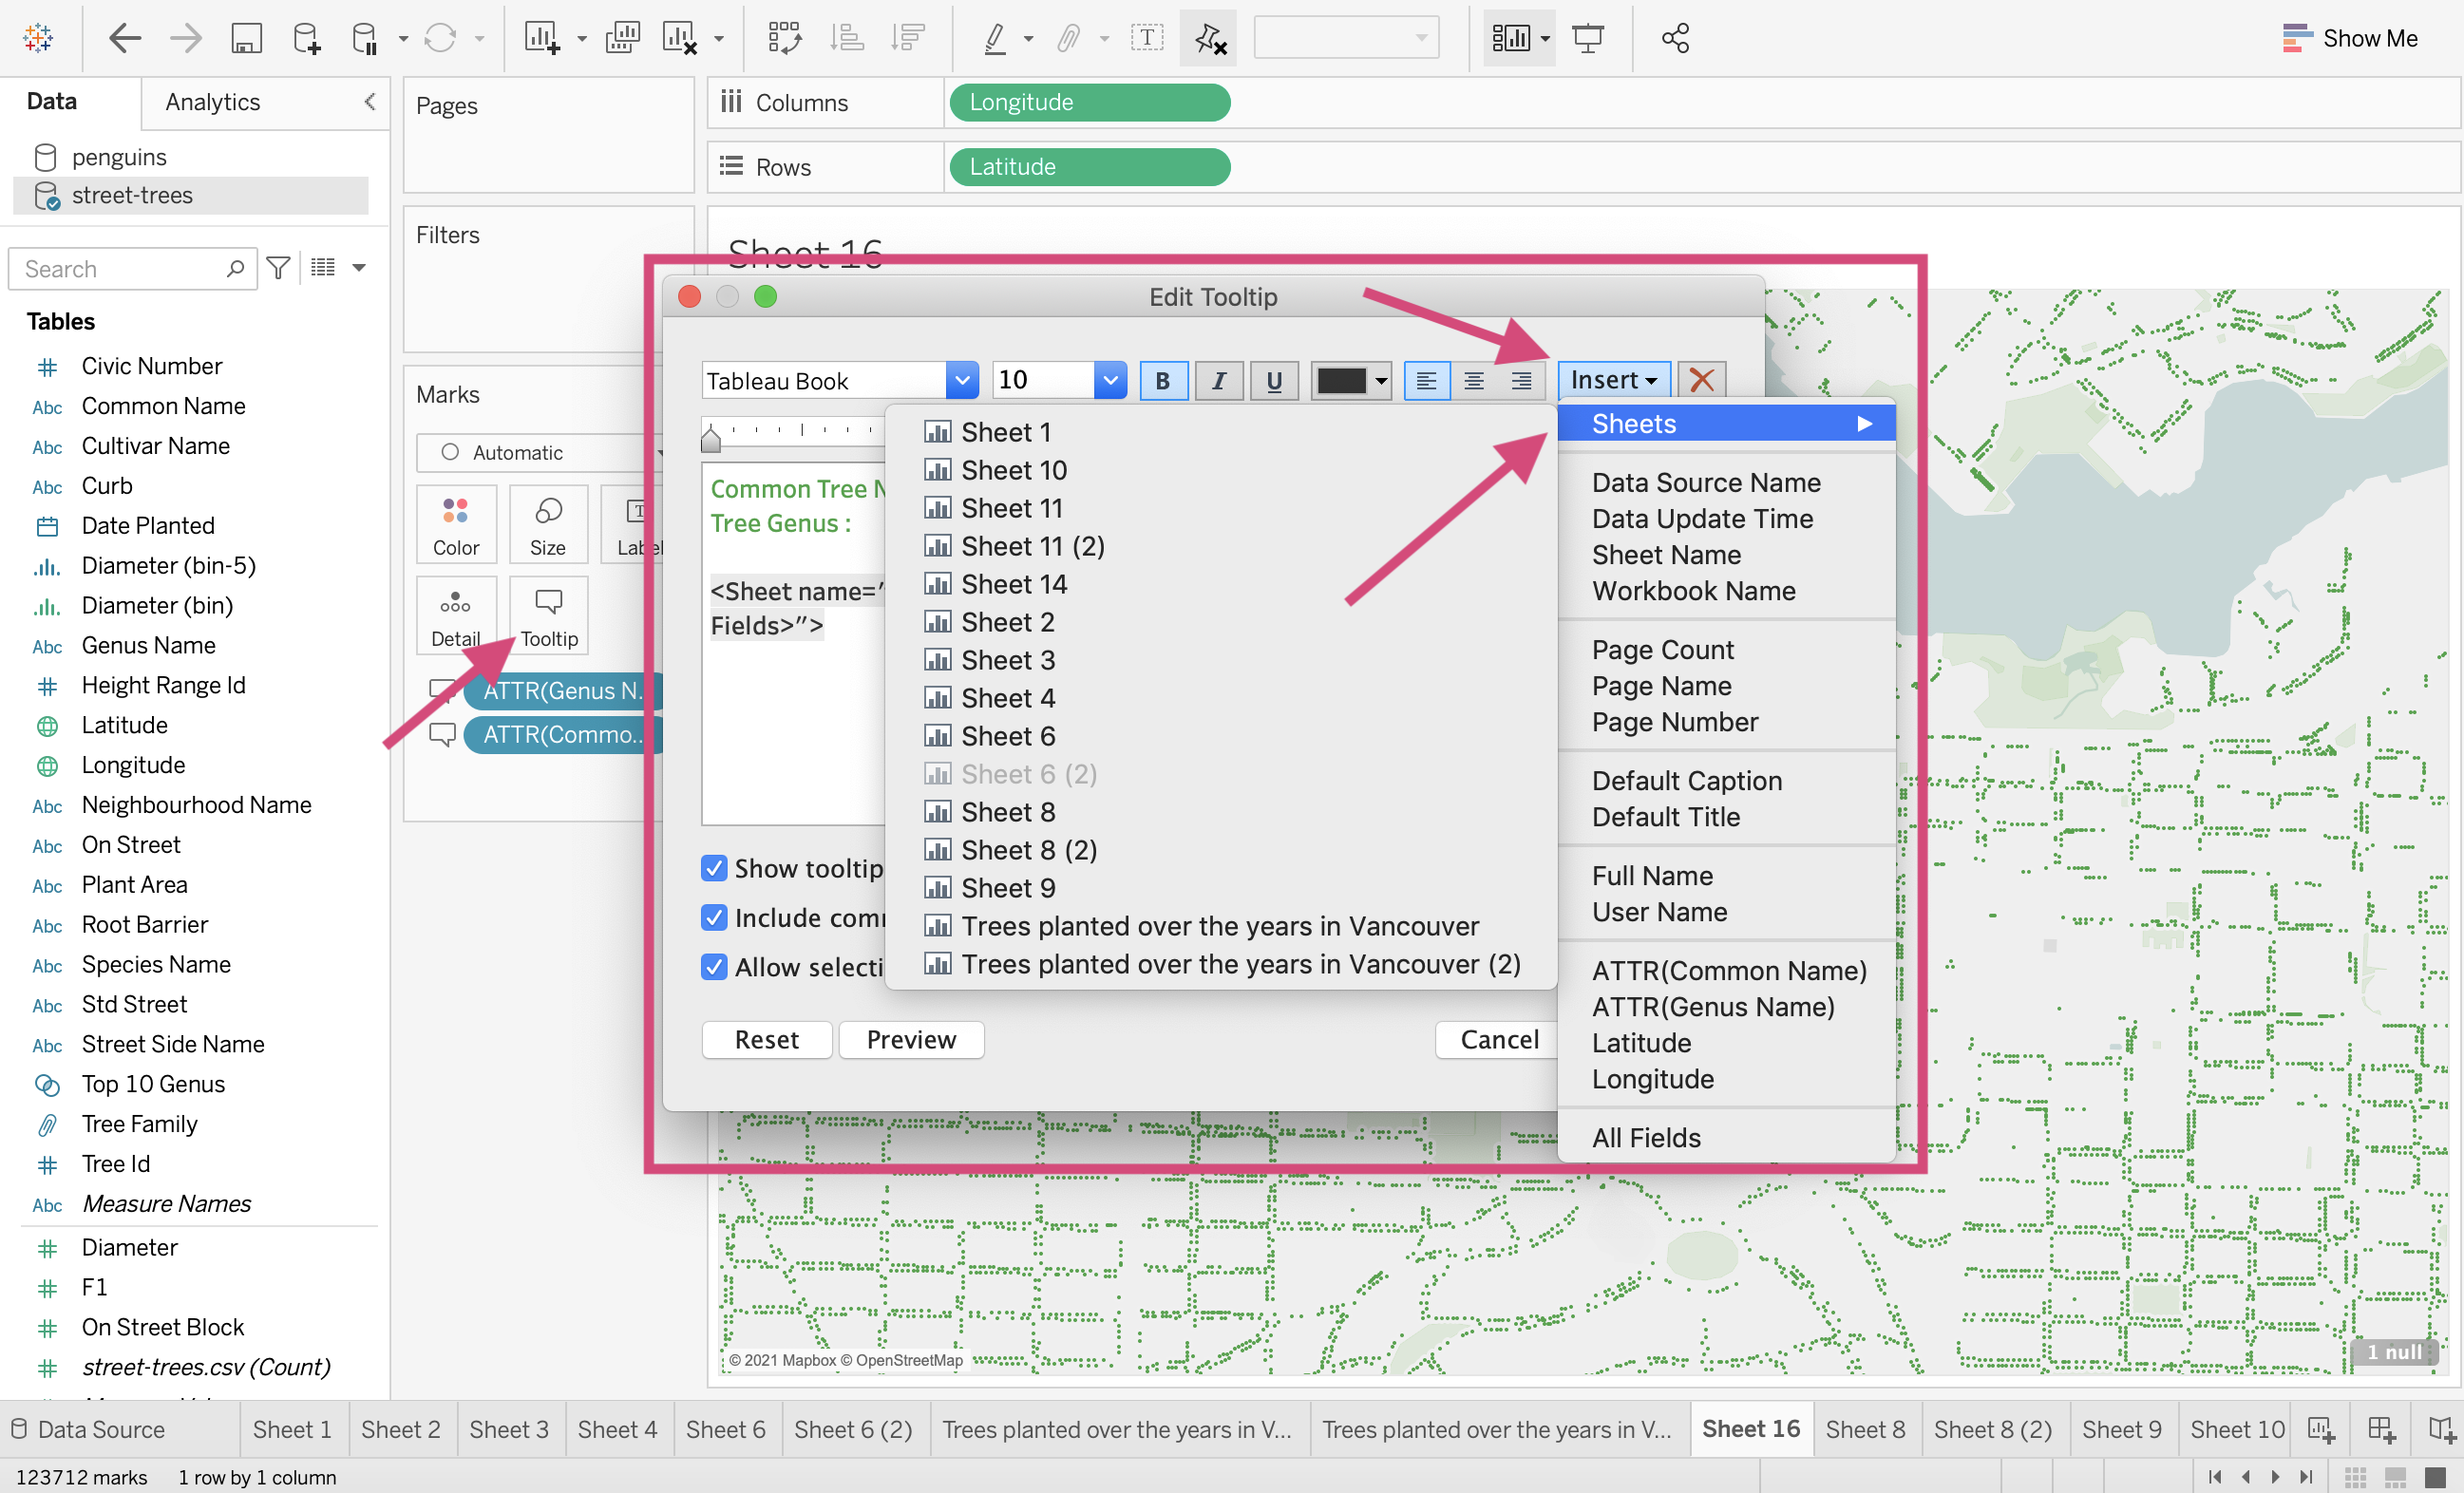 Show Me
Data
Analytics
penguins
street-trees
Search
Tables
Civic Number
Abc Common Name
Abc Cultivar Name
Abc Curb
Date Planted
Diameter (bin-5)
Diameter (bin)
Abc Genus Name
Height Range Id
Latitude
Longitude
Abc Neighbourhood Name
Abc On Street
Abc Plant Area
Abc Root Barrier
Abc Species Name
Abc Std Street
Abc Street Side Name
Top 10 Genus
Tree Family
Tree Id
Abc Measure Names
Diameter
F1
On Street Block
street-trees.csv (Count)
Pages
Filters
Marks
Automatic
Color
Size
Label
Detail
Tooltip
ATTR(Genus N..
ATTR(Commo..
Columns
Longitude
Rows
Latitude
Sheet 16
Edit Tooltip
Tableau Book
10
B
I
U
Insert
Common Tree N
Tree Genus :
<Sheet name="
Fields>">
Show tooltip
Include com
Allow selecti
Reset
Preview
Cancel
Sheet 1
Sheet 10
Sheet 11
Sheet 11 (2)
Sheet 14
Sheet 2
Sheet 3
Sheet 4
Sheet 6
Sheet 6 (2)
Sheet 8
Sheet 8 (2)
Sheet 9
Trees planted over the years in Vancouver
Trees planted over the years in Vancouver (2)
Sheets
Data Source Name
Data Update Time
Sheet Name
Workbook Name
Page Count
Page Name
Page Number
Default Caption
Default Title
Full Name
User Name
ATTR(Common Name)
ATTR(Genus Name)
Latitude
Longitude
All Fields
© 2021 Mapbox © OpenStreetMap
1 null
Data Source
Sheet 1
Sheet 2
Sheet 3
Sheet 4
Sheet 6
Sheet 6 (2)
Trees planted over the years in V...
Trees planted over the years in V...
Sheet 16
Sheet 8
Sheet 8 (2)
Sheet 9
Sheet 10
123712 marks
1 row by 1 column